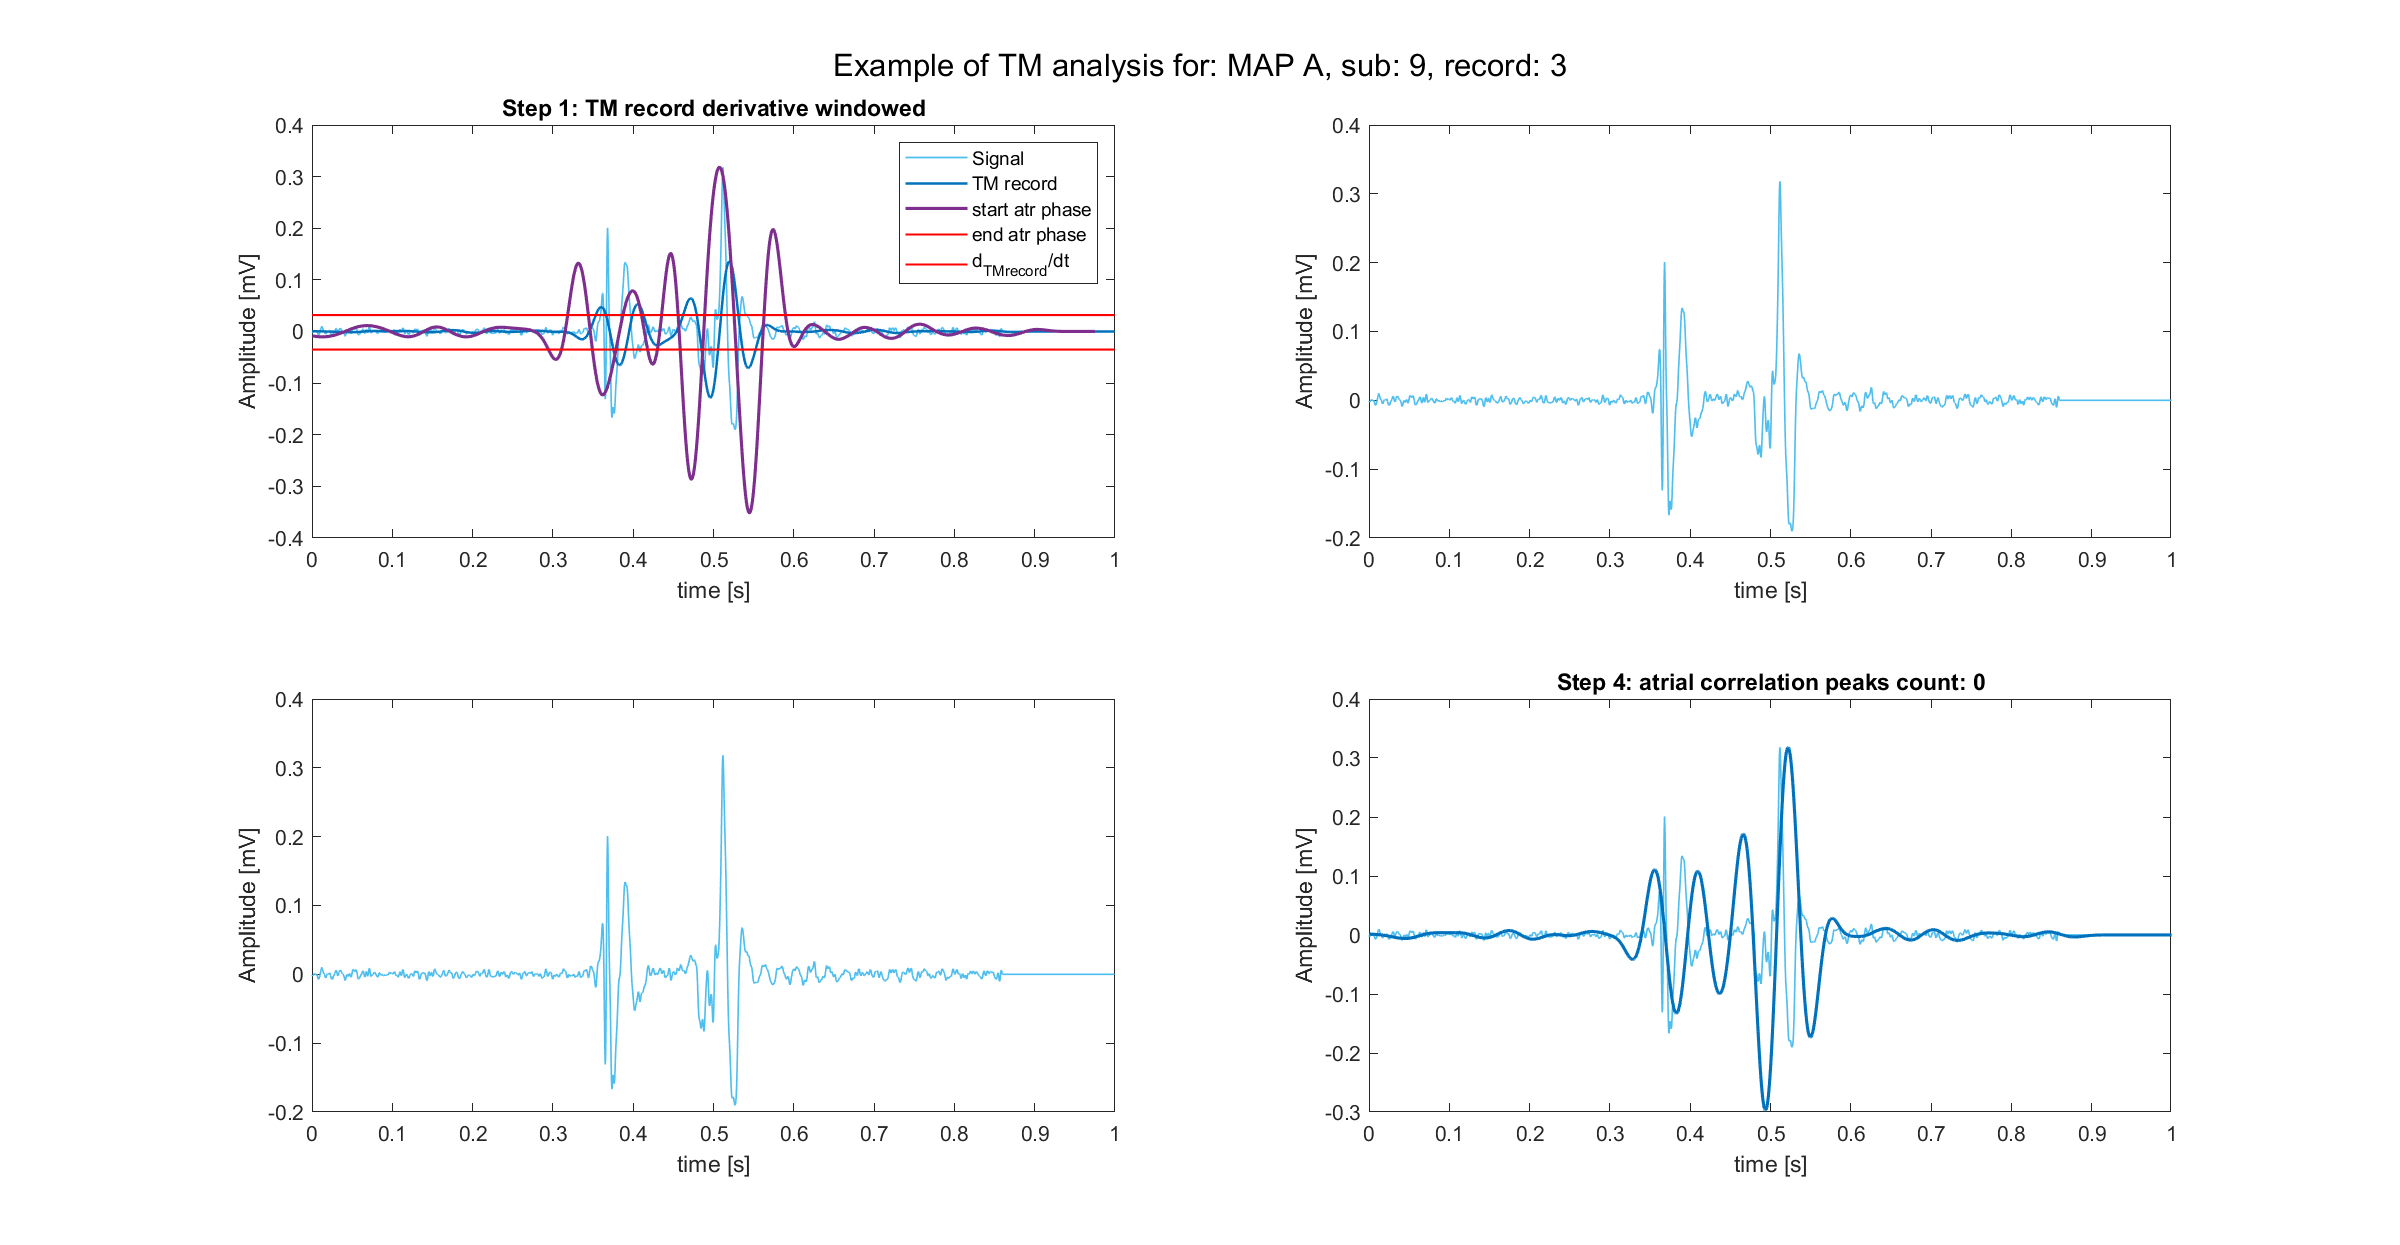 Example of TM analysis for: MAP A, sub: 9, record: 3
Step 1: TM record derivative windowed
0.4
0.3
0.2
0.1
0
-0.1
-0.2
-0.3
-0.4
Amplitude [mV]
0 0.1 0.2 0.3 0.4 0.5 0.6 0.7 0.8 0.9 1
time [s]
Signal
TM record
start atr phase
end atr phase
d_TMrecord/dt
0.4
0.3
0.2
0.1
0
-0.1
-0.2
Amplitude [mV]
0 0.1 0.2 0.3 0.4 0.5 0.6 0.7 0.8 0.9 1
time [s]
0.4
0.3
0.2
0.1
0
-0.1
-0.2
Amplitude [mV]
0 0.1 0.2 0.3 0.4 0.5 0.6 0.7 0.8 0.9 1
time [s]
Step 4: atrial correlation peaks count: 0
0.4
0.3
0.2
0.1
0
-0.1
-0.2
-0.3
Amplitude [mV]
0 0.1 0.2 0.3 0.4 0.5 0.6 0.7 0.8 0.9 1
time [s]